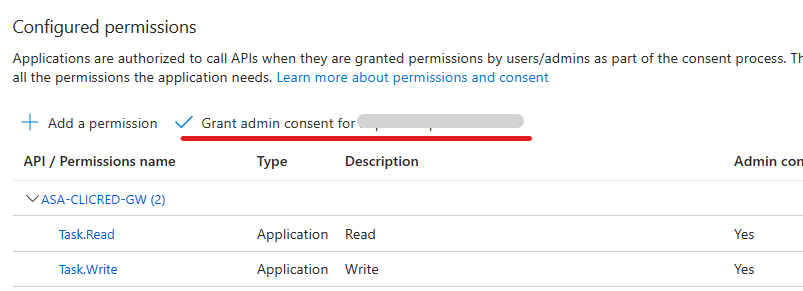 Configured permissions
Applications are authorized to call APIs when they are granted permissions by users/admins as part of the consent process. Th
all the permissions the application needs. Learn more about permissions and consent
Add a permission Grant admin consent for
API / Permissions name Type Description Admin con
ASA-CLICRED-GW (2)
Task.Read Application Read Yes
Task.Write Application Write Yes